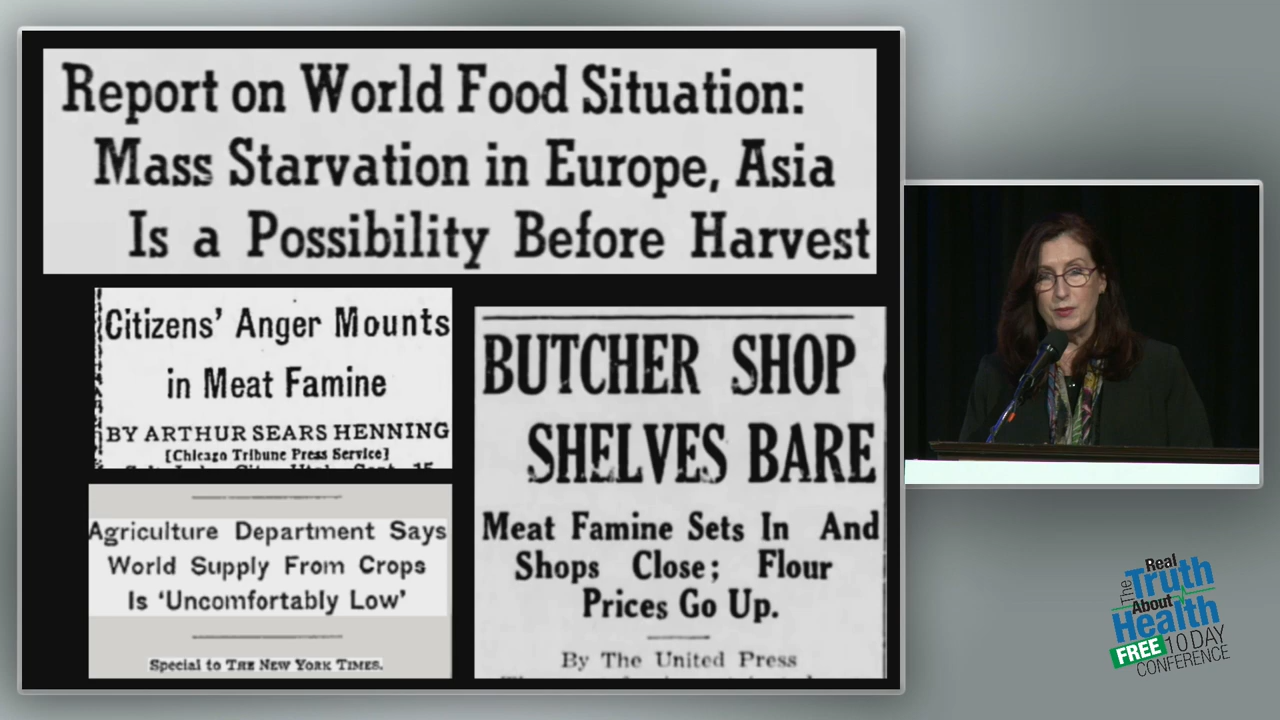 Report on World Food Situation:
Mass Starvation in Europe, Asia
Is a Possibility Before Harvest
Citizens' Anger Mounts
in Meat Famine
BY ARTHUR SEARS HENNING
[Chicago Tribune Press Service]
Agriculture Department Says
World Supply From Crops
Is 'Uncomfortably Low'
Special to THE NEW YORK TIMES.
BUTCHER SHOP
SHELVES BARE
Meat Famine Sets In And
Shops Close; Flour
Prices Go Up.
By The United Press
The Real
Truth
About
Health
FREE 10 DAY
CONFERENCE